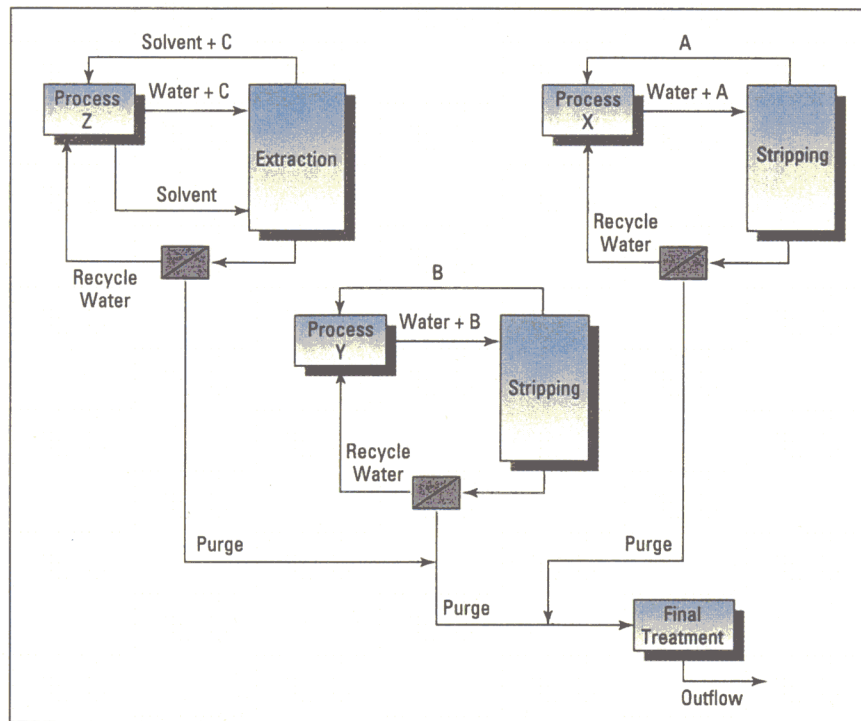 Solvent + C
Process
Z
Water + C
Extraction
Solvent
Recycle
Water
A
Process
X
Water + A
Stripping
Recycle
Water
B
Process
Y
Water + B
Stripping
Recycle
Water
Purge
Purge
Purge
Final
Treatment
Outflow